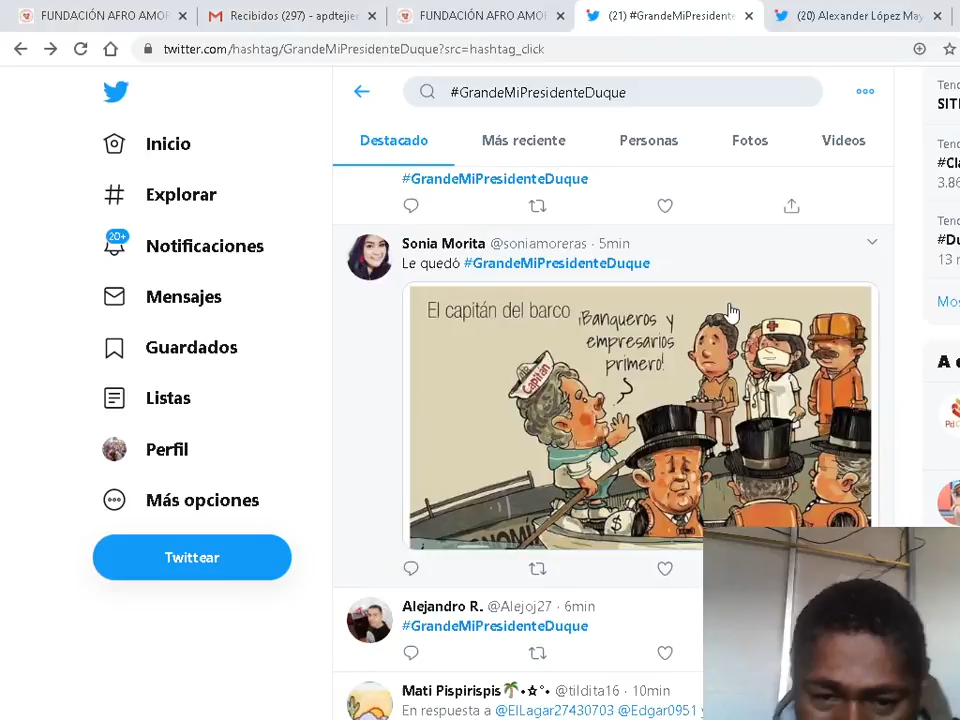 FUNDACIÓN AFRO AMOR
Recibidos (297) - apdtejier
FUNDACIÓN AFRO AMOR
(21) #GrandeMiPresidente
(20) Alexander López May
twitter.com/hashtag/GrandeMiPresidenteDuque?src=hashtag_click
#GrandeMiPresidenteDuque
Destacado
Más reciente
Personas
Fotos
Videos
Inicio
Explorar
20+
Notificaciones
Mensajes
Guardados
Listas
Perfil
Más opciones
Twittear
#GrandeMiPresidenteDuque
Sonia Morita @soniamoreras · 5min
Le quedó #GrandeMiPresidenteDuque
El capitán del barco
¡Banqueros y
empresarios
primero!
Capitán
$
Alejandro R. @Alejoj27 · 6min
#GrandeMiPresidenteDuque
Mati Pispirispis @tildita16 · 10min
En respuesta a @ElLagar27430703 @Edgar0951 y
Tend
SITI
Tend
#Cla
3.86
Tend
#Du
13 m
Mos
A q